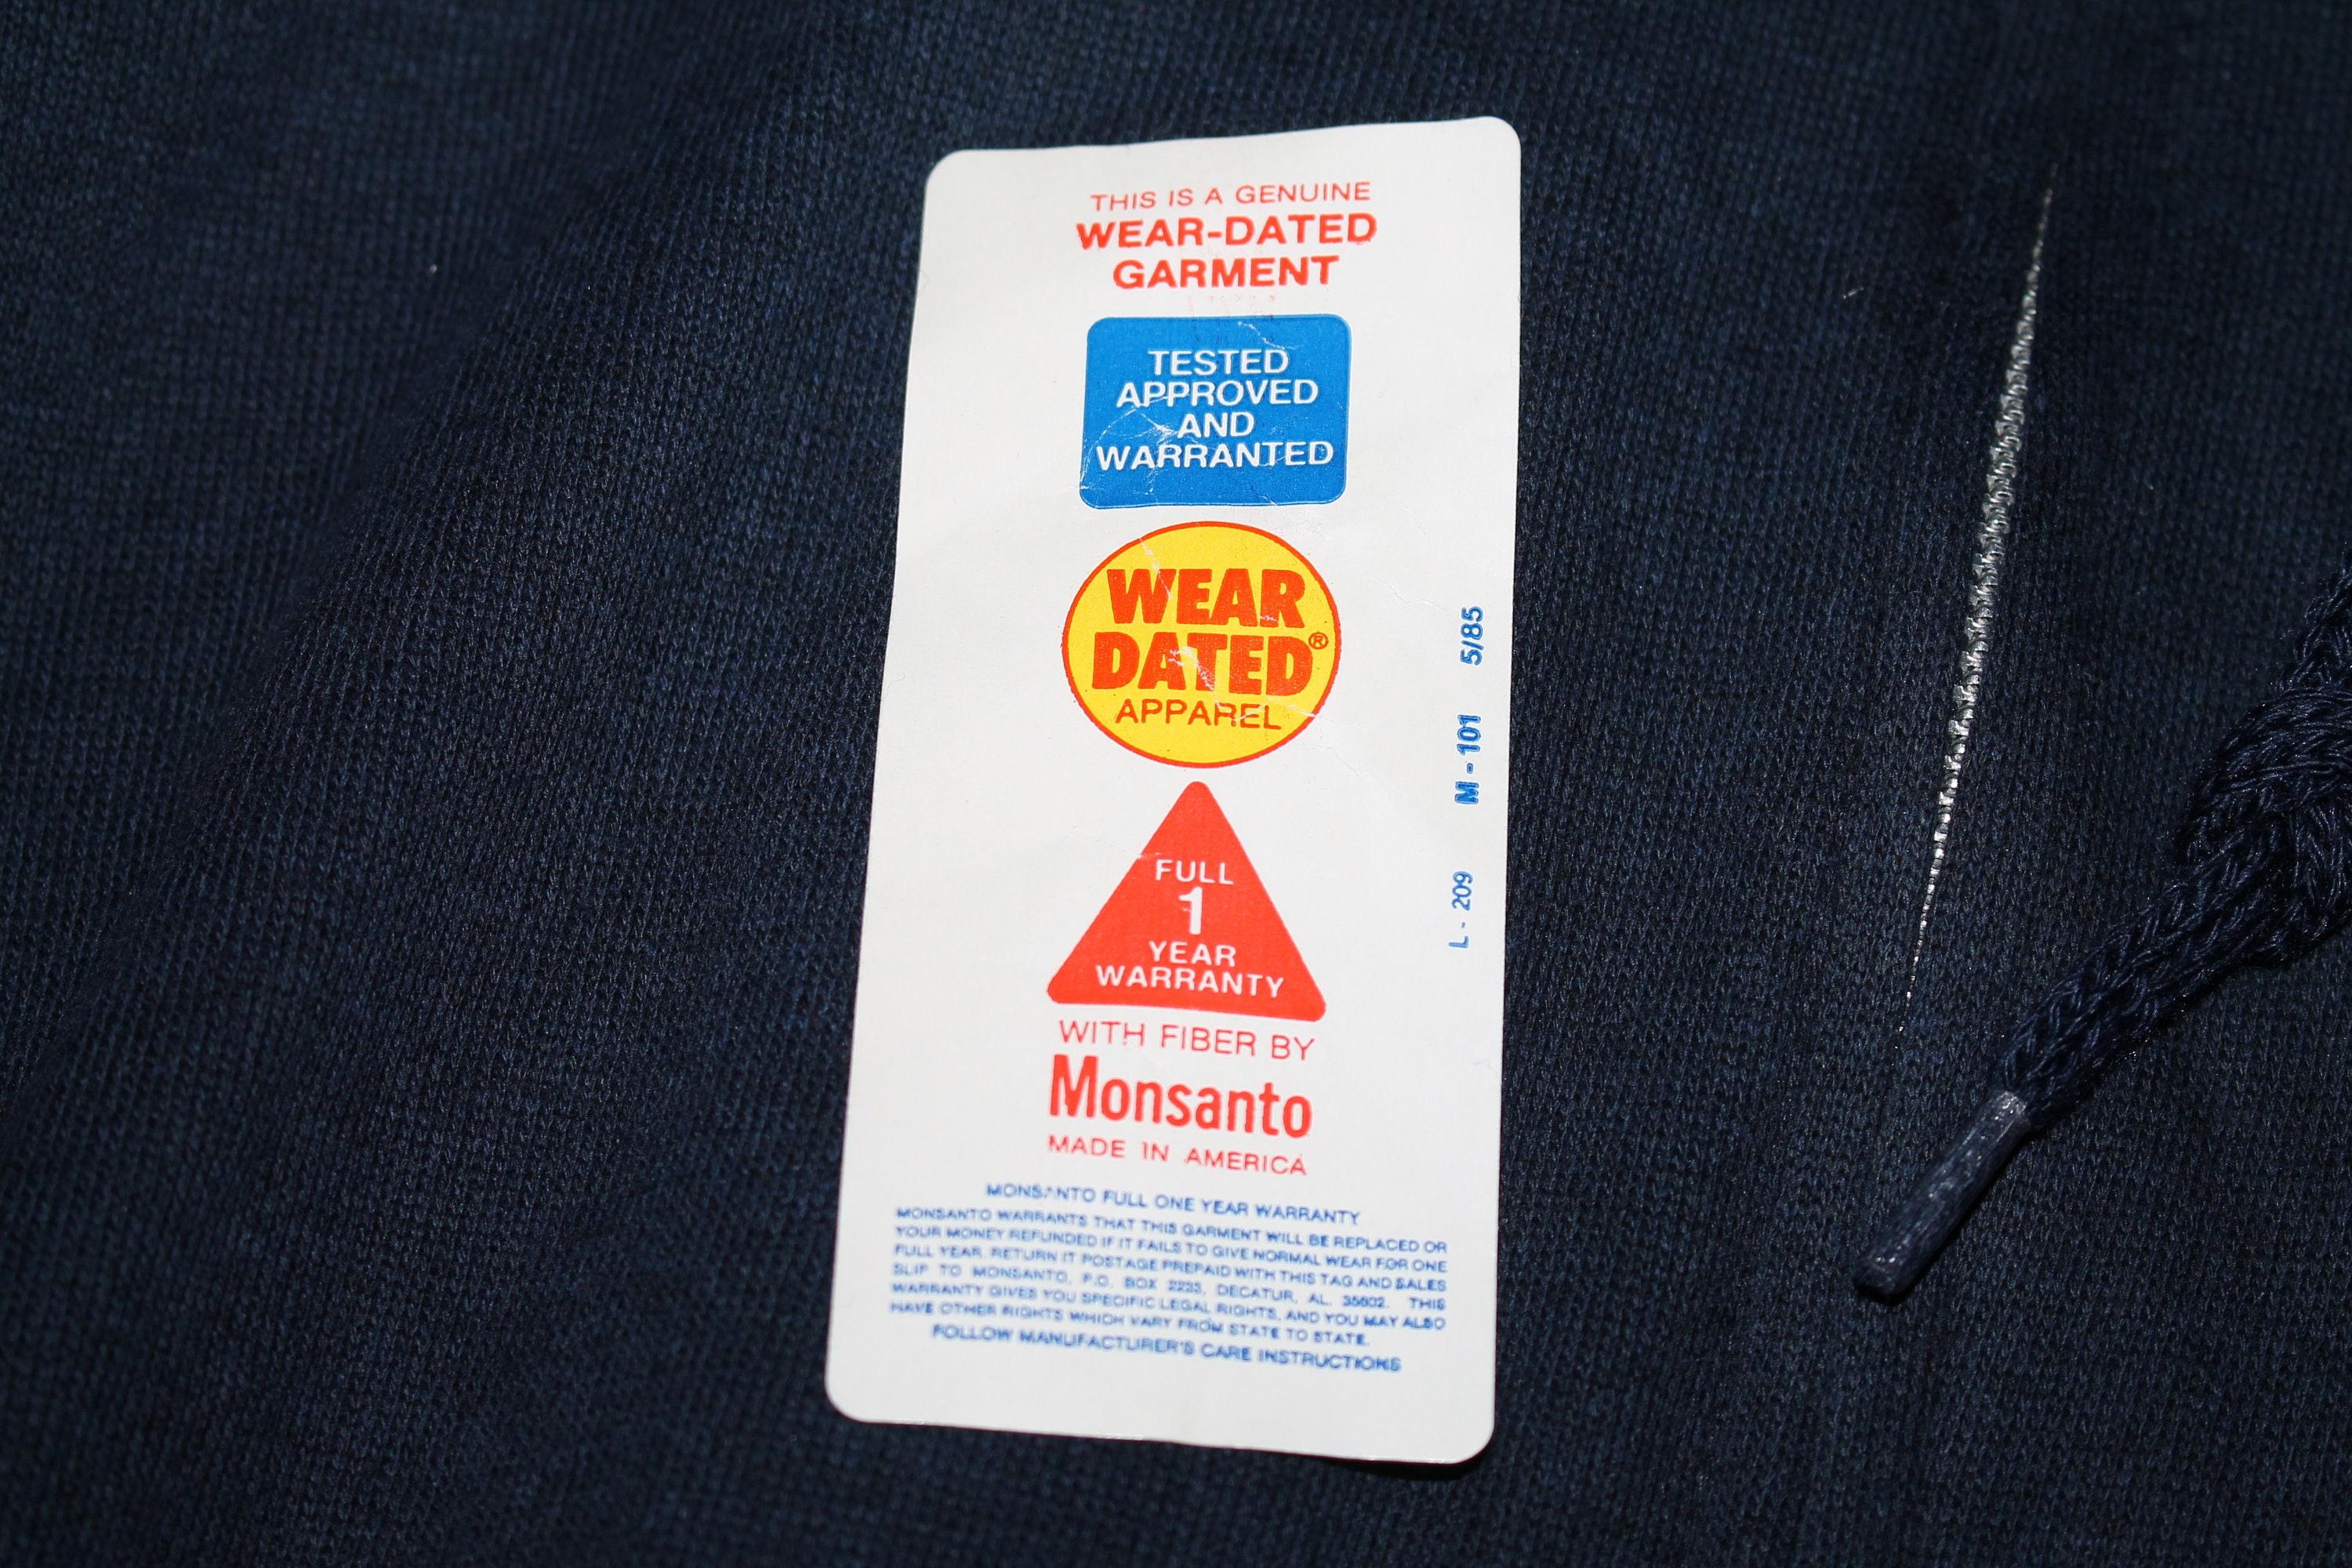 THIS IS A GENUINE
WEAR-DATED
GARMENT
TESTED
APPROVED
AND
WARRANTED
WEAR
DATED®
APPAREL
FULL
1
YEAR
WARRANTY
WITH FIBER BY
Monsanto
MADE IN AMERICA
MONSANTO FULL ONE YEAR WARRANTY
MONSANTO WARRANTS THAT THIS GARMENT WILL BE REPLACED OR
YOUR MONEY REFUNDED IF IT FAILS TO GIVE NORMAL WEAR FOR ONE
FULL YEAR. RETURN IT POSTAGE PREPAID WITH THIS TAG AND SALES
SLIP TO MONSANTO, P.O. BOX 2233, DECATUR, AL. 35602. THIS
WARRANTY GIVES YOU SPECIFIC LEGAL RIGHTS, AND YOU MAY ALSO
HAVE OTHER RIGHTS WHICH VARY FROM STATE TO STATE.
FOLLOW MANUFACTURER'S CARE INSTRUCTIONS
L - 209 M - 101 5/85